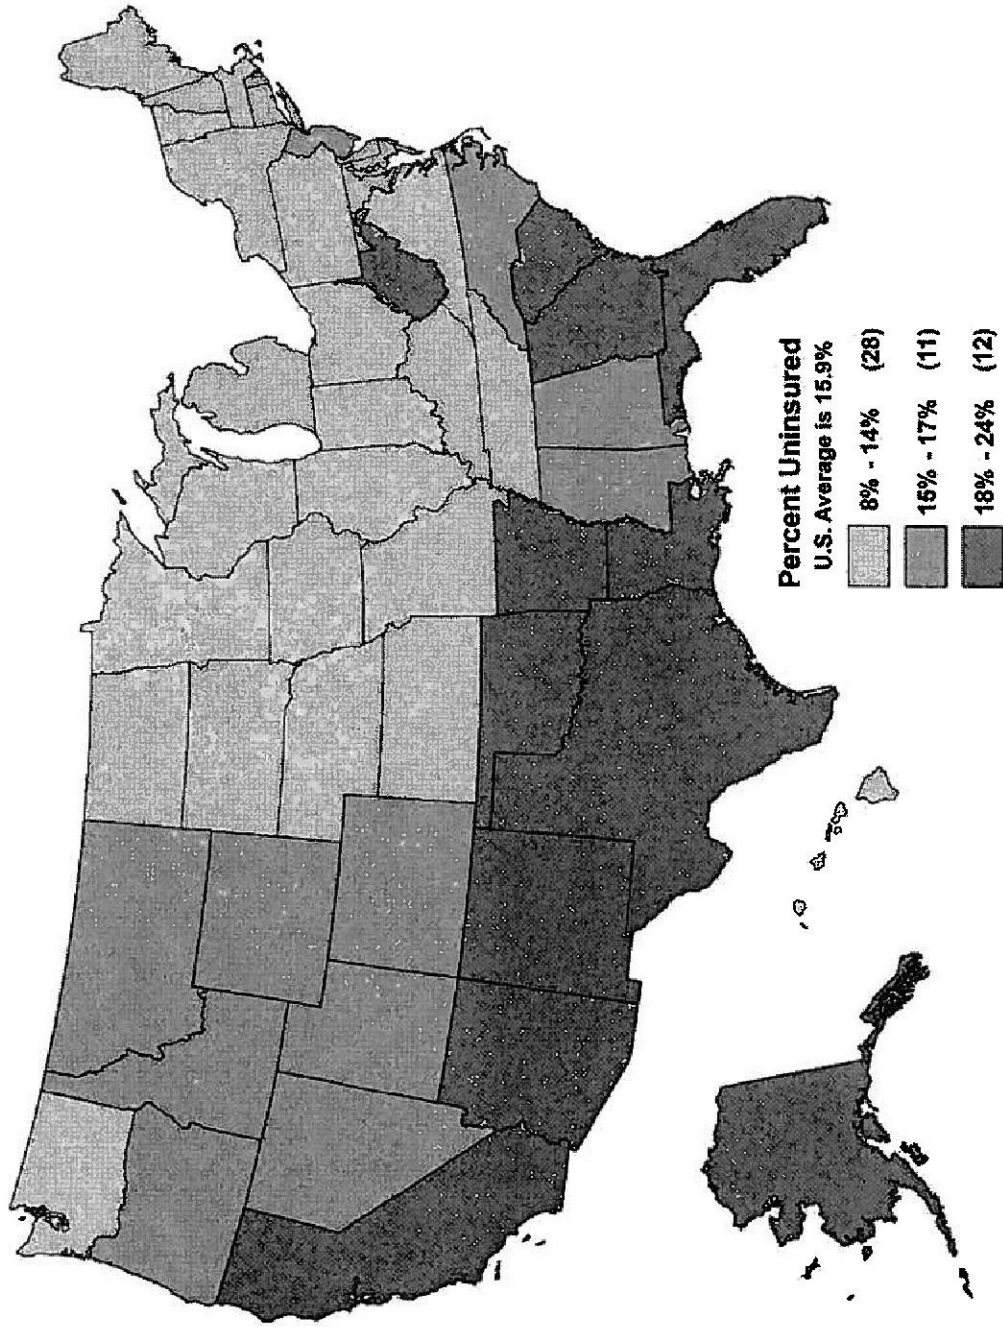 Percent Uninsured
U.S. Average is 15.9%
8% - 14% (28)
15% - 17% (11)
18% - 24% (12)